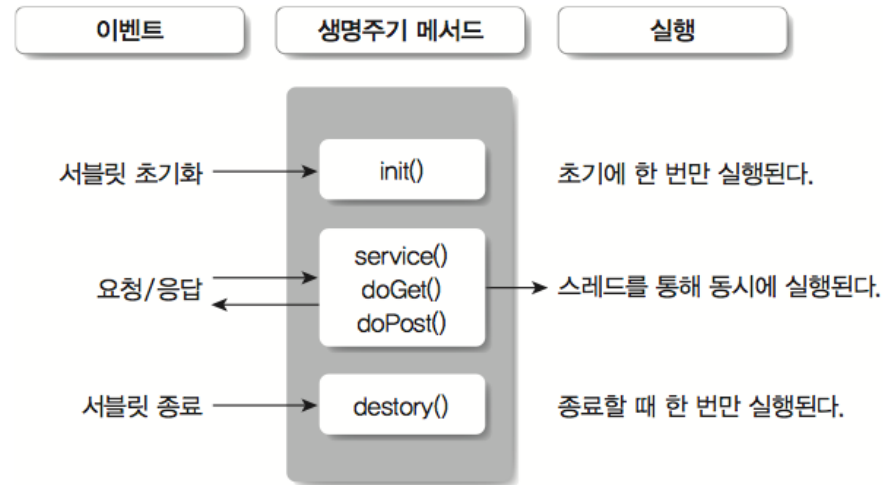 이벤트
생명주기 메서드
실행
서블릿 초기화
init()
초기에 한 번만 실행된다.
요청/응답
service()
doGet()
doPost()
스레드를 통해 동시에 실행된다.
서블릿 종료
destory()
종료할 때 한 번만 실행된다.